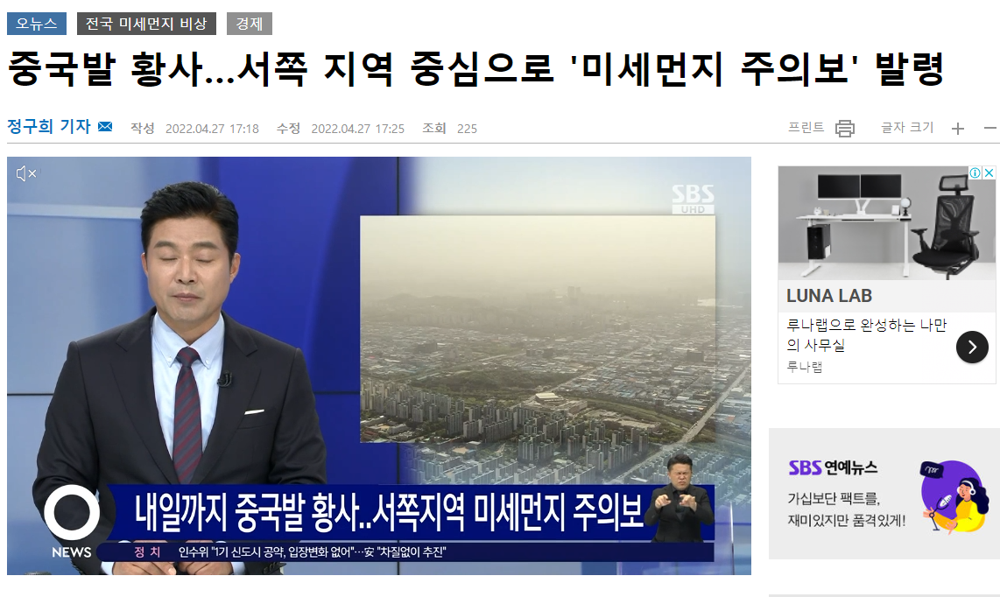 오뉴스 전국 미세먼지 비상 경제
중국발 황사…서쪽 지역 중심으로 '미세먼지 주의보' 발령
정구희 기자 작성 2022.04.27 17:18 수정 2022.04.27 17:25 조회 225
프린트 글자 크기
SBS
UHD
내일까지 중국발 황사..서쪽지역 미세먼지 주의보
NEWS
정 치 인수위 "1기 신도시 공약, 입장변화 없어"…安 "차질없이 추진"
LUNA LAB
루나랩으로 완성하는 나만
의 사무실
루나랩
SBS 연예뉴스
가십보단 팩트를,
재미있지만 품격있게!